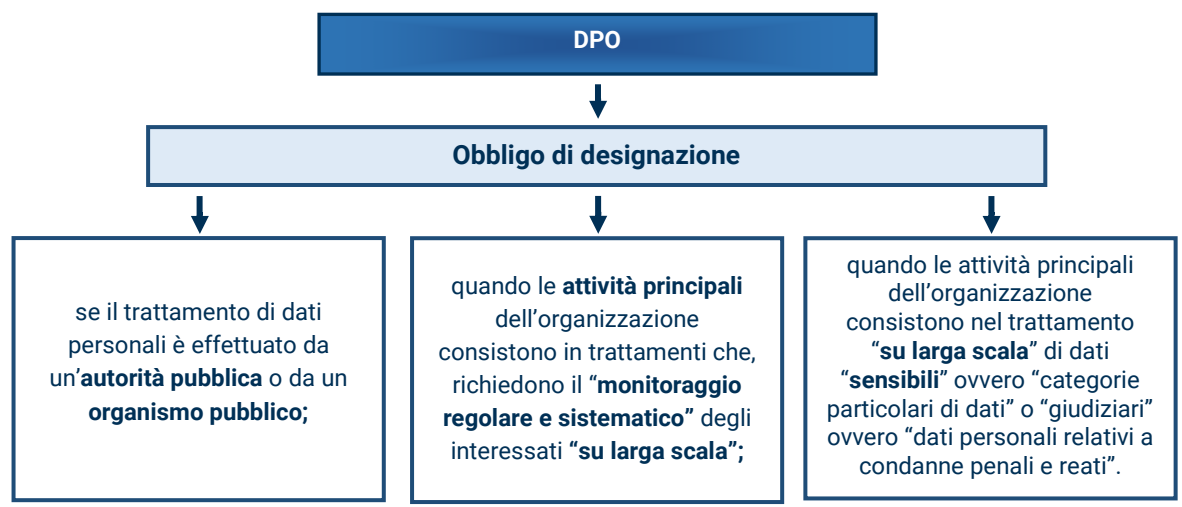 DPO
Obbligo di designazione
se il trattamento di dati
personali è effettuato da
un’autorità pubblica o da un
organismo pubblico;
quando le attività principali
dell’organizzazione
consistono in trattamenti che,
richiedono il “monitoraggio
regolare e sistematico” degli
interessati “su larga scala”;
quando le attività principali
dell’organizzazione
consistono nel trattamento
“su larga scala” di dati
“sensibili” ovvero “categorie
particolari di dati” o “giudiziari”
ovvero “dati personali relativi a
condanne penali e reati”.